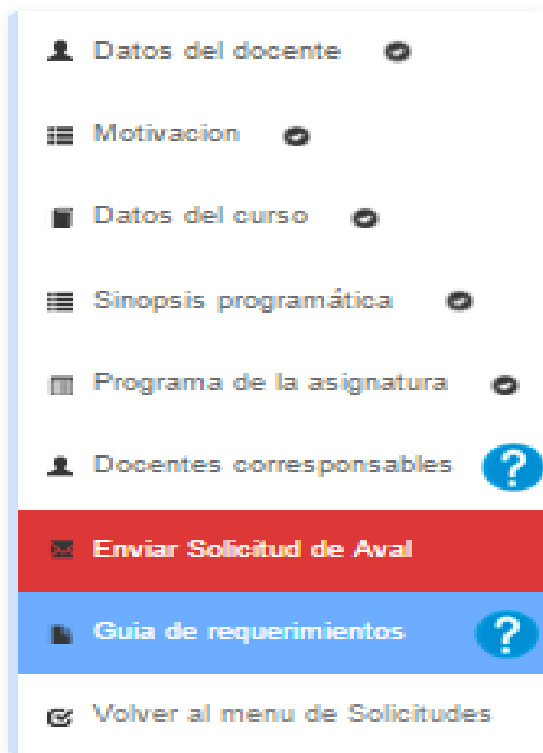 Datos del docente
Motivacion
Datos del curso
Sinopsis programática
Programa de la asignatura
Docentes corresponsables ?
Enviar Solicitud de Aval
Guia de requerimientos ?
Volver al menu de Solicitudes